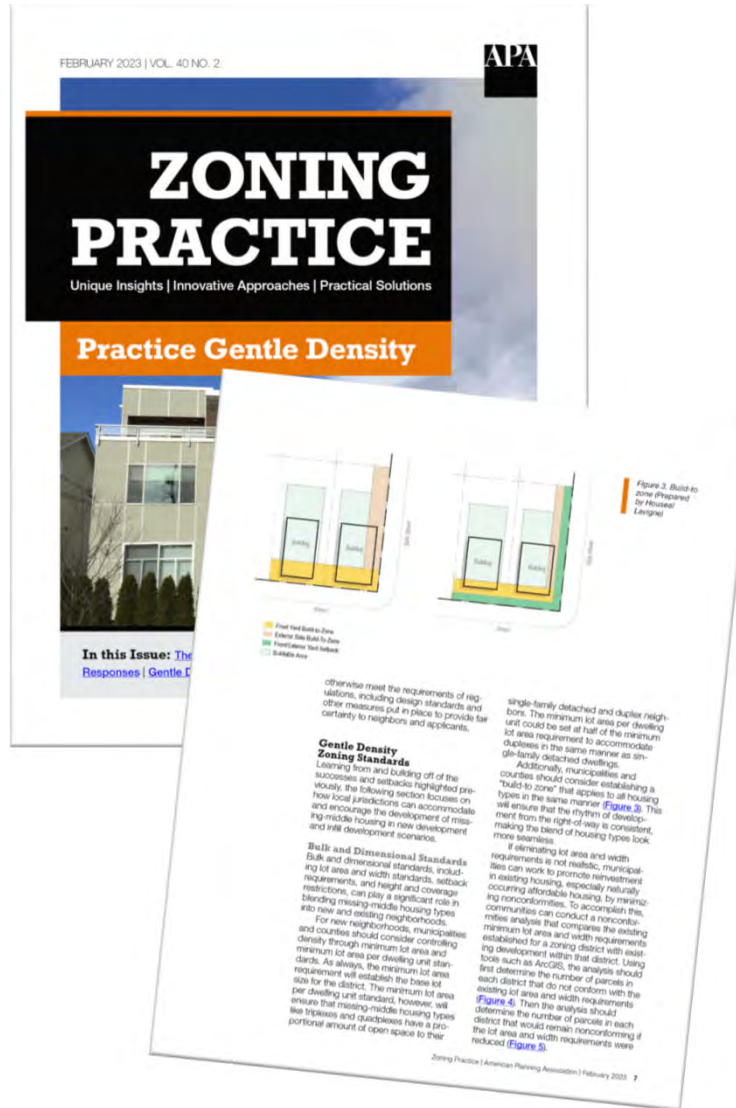 FEBRUARY 2023 | VOL. 40 NO. 2
APA
ZONING
PRACTICE
Unique Insights | Innovative Approaches | Practical Solutions
Practice Gentle Density
In this Issue: The
Responses | Gentle D
Figure 3. Build-to
zone (Prepared
by Houseal
Lavigne)
Building
Building
Building
Building
Front Yard Build-to Zone
Exterior Side Build-To Zone
Front/Exterior Yard Setback
Buildable Area
otherwise meet the requirements of reg-
ulations, including design standards and
other measures put in place to provide fair
certainty to neighbors and applicants.
Gentle Density
Zoning Standards
Learning from and building off of the
successes and setbacks highlighted pre-
viously, the following section focuses on
how local jurisdictions can accommodate
and encourage the development of miss-
ing-middle housing in new development
and infill development scenarios.
Bulk and Dimensional Standards
Bulk and dimensional standards, includ-
ing lot area and width standards, setback
requirements, and height and coverage
restrictions, can play a significant role in
blending missing-middle housing types
into new and existing neighborhoods.
For new neighborhoods, municipalities
and counties should consider controlling
density through minimum lot area and
minimum lot area per dwelling unit stan-
dards. As always, the minimum lot area
requirement will establish the base lot
size for the district. The minimum lot area
per dwelling unit standard, however, will
ensure that missing-middle housing types
like triplexes and quadplexes have a pro-
portional amount of open space to their
single-family detached and duplex neigh-
bors. The minimum lot area per dwelling
unit could be set at half of the minimum
lot area requirement to accommodate
duplexes in the same manner as sin-
gle-family detached dwellings.
Additionally, municipalities and
counties should consider establishing a
"build-to zone" that applies to all housing
types in the same manner (Figure 3). This
will ensure that the rhythm of develop-
ment from the right-of-way is consistent,
making the blend of housing types look
more seamless.
If eliminating lot area and width
requirements is not realistic, municipal-
ities can work to promote reinvestment
in existing housing, especially naturally
occurring affordable housing, by minimiz-
ing nonconformities. To accomplish this,
communities can conduct a nonconfor-
mities analysis that compares the existing
minimum lot area and width requirements
established for a zoning district with exist-
ing development within that district. Using
tools such as ArcGIS, the analysis should
first determine the number of parcels in
each district that do not conform with the
existing lot area and width requirements
(Figure 4). Then the analysis should
determine the number of parcels in each
district that would remain nonconforming if
the lot area and width requirements were
reduced (Figure 5).
Zoning Practice | American Planning Association | February 2023 7